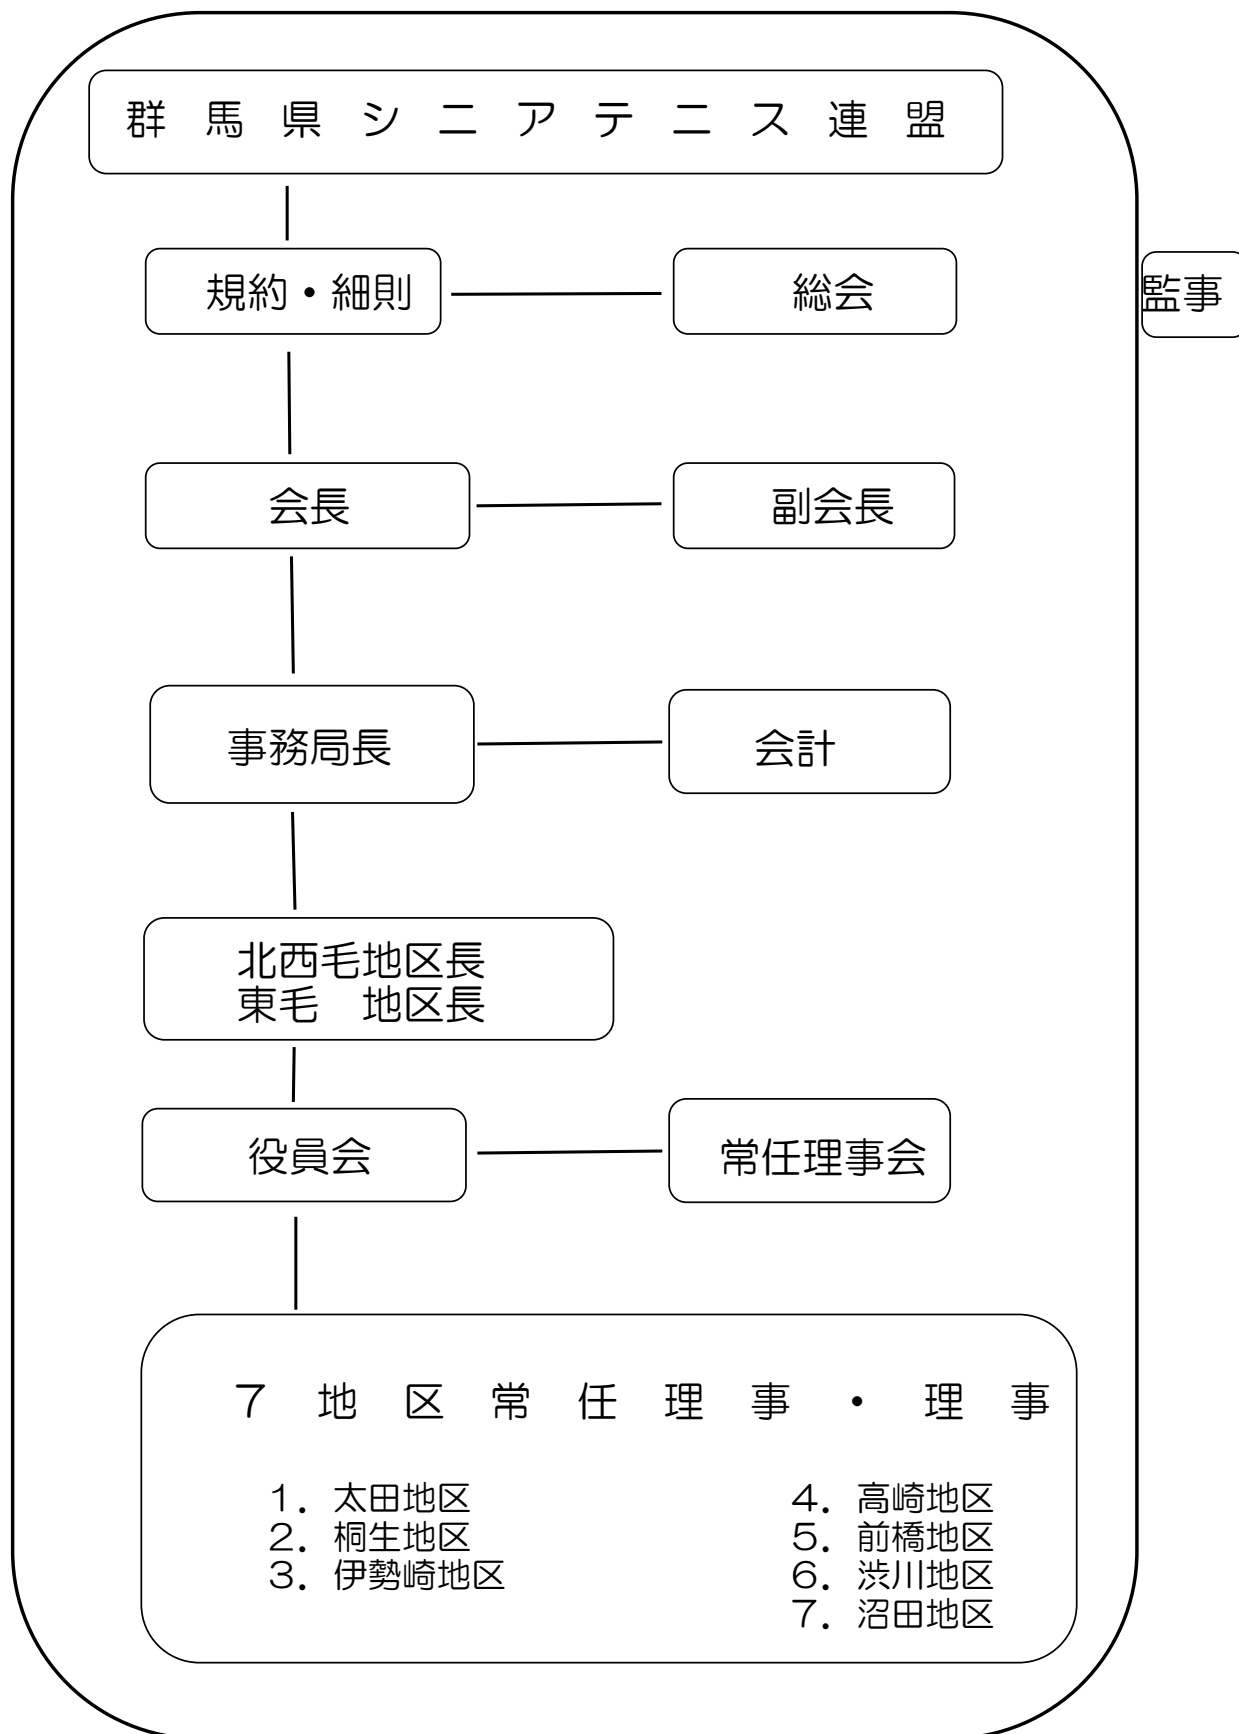 群馬県シニアテニス連盟
規約・細則
総会
監事
会長
副会長
事務局長
会計
北西毛地区長
東毛　地区長
役員会
常任理事会
７地区常任理事・理事
１．太田地区
２．桐生地区
３．伊勢崎地区
４．高崎地区
５．前橋地区
６．渋川地区
７．沼田地区